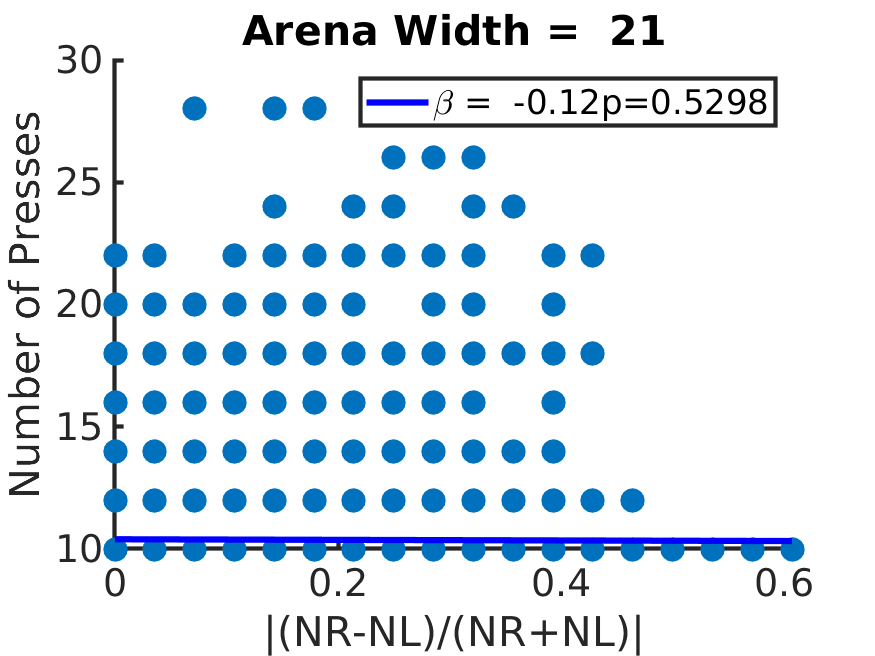 Arena Width =  21
30
β =  -0.12p=0.5298
25
20
15
10
Number of Presses
0 0.2 0.4 0.6
|(NR-NL)/(NR+NL)|